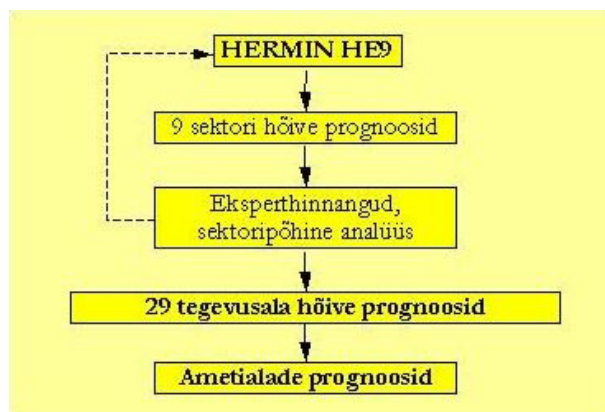 HERMIN HE9
9 sektori hõive prognoosid
Eksperthinnangud,
sektoripõhine analüüs
29 tegevusala hõive prognoosid
Ametialade prognoosid